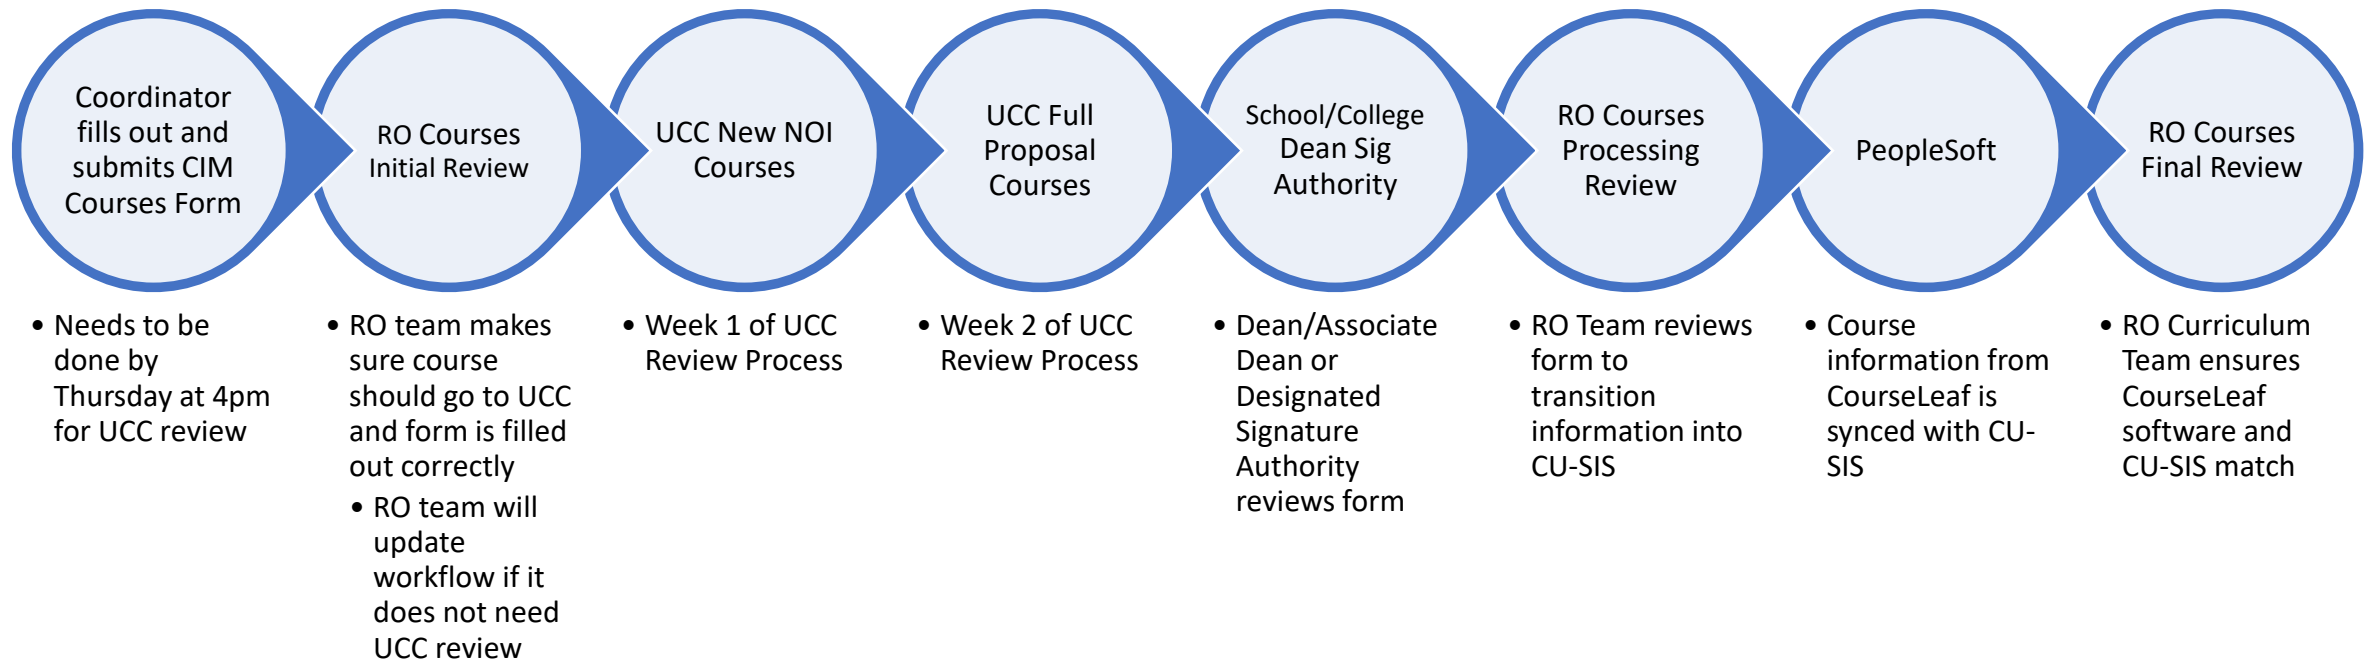 Coordinator
fills out and
submits CIM
Courses Form
• Needs to be
done by
Thursday at 4pm
for UCC review
RO Courses
Initial Review
• RO team makes
sure course
should go to UCC
and form is filled
out correctly
• RO team will
update
workflow if it
does not need
UCC review
UCC New NOI
Courses
• Week 1 of UCC
Review Process
UCC Full
Proposal
Courses
• Week 2 of UCC
Review Process
School/College
Dean Sig
Authority
• Dean/Associate
Dean or
Designated
Signature
Authority
reviews form
RO Courses
Processing
Review
• RO Team reviews
form to
transition
information into
CU-SIS
PeopleSoft
• Course
information from
CourseLeaf is
synced with CU-
SIS
RO Courses
Final Review
• RO Curriculum
Team ensures
CourseLeaf
software and
CU-SIS match